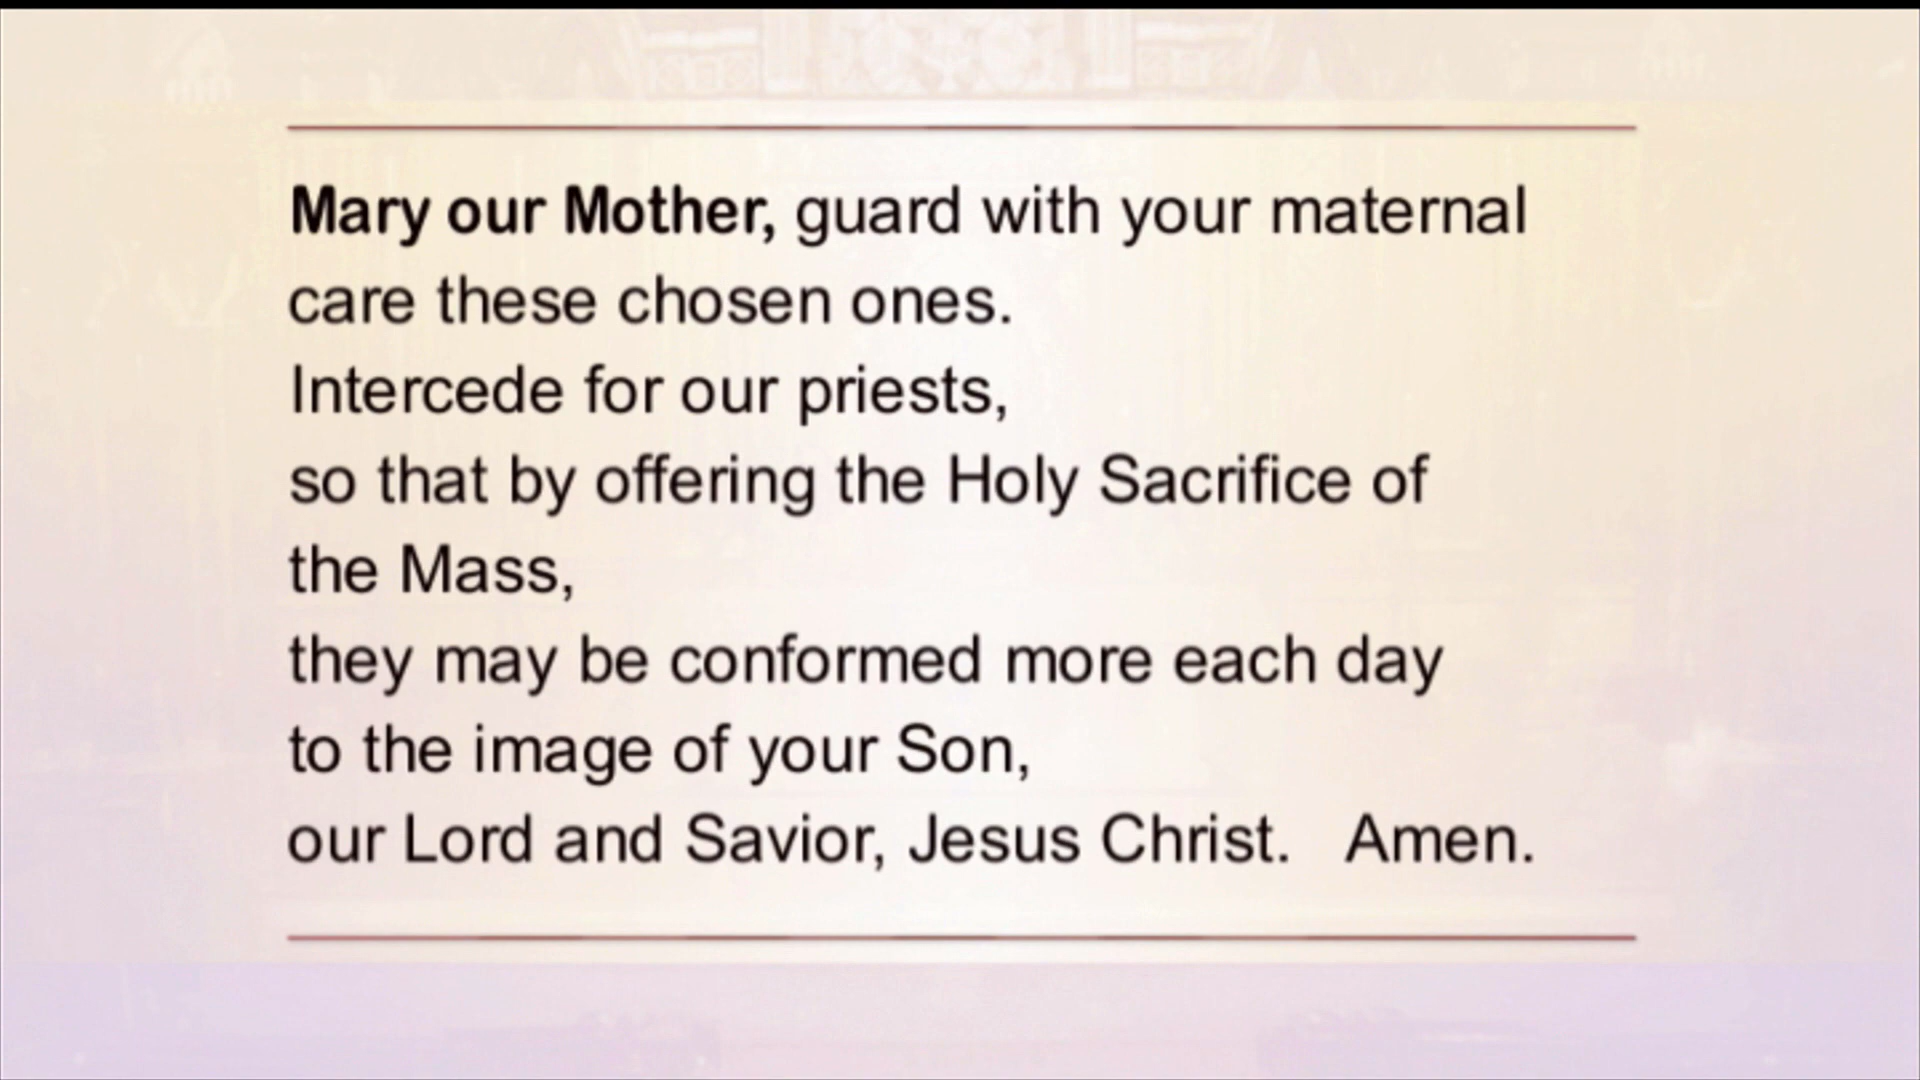 Mary our Mother, guard with your maternal
care these chosen ones.
Intercede for our priests,
so that by offering the Holy Sacrifice of
the Mass,
they may be conformed more each day
to the image of your Son,
our Lord and Savior, Jesus Christ.   Amen.